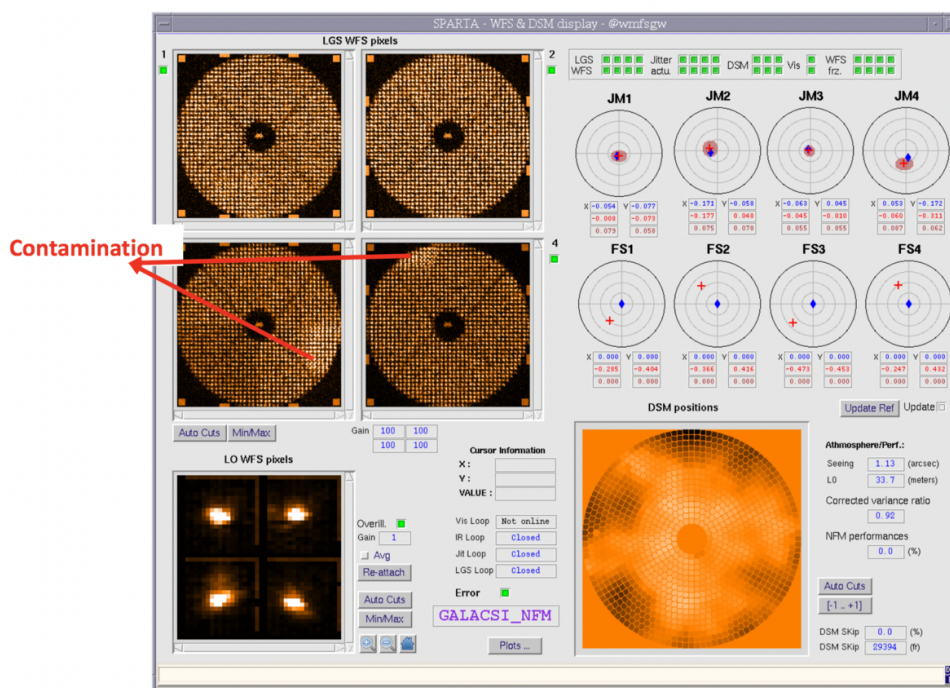 SPARTA - WFS & DSM display - @wmfsgw
LGS WFS pixels
1
2
4
Contamination
LGS WFS
Jitter actu.
DSM
Vis
WFS frz.
JM1
JM2
JM3
JM4
X -0.054 Y -0.077
-0.008 -0.073
0.079 0.058
X -0.171 Y -0.058
-0.177 0.048
0.075 0.070
X -0.063 Y 0.045
-0.045 -0.010
0.055 0.055
X 0.053 Y -0.172
-0.060 -0.311
0.087 0.062
FS1
FS2
FS3
FS4
X 0.000 Y 0.000
-0.285 -0.404
0.000 0.000
X 0.000 Y 0.000
-0.366 0.416
0.000 0.000
X 0.000 Y 0.000
-0.473 -0.453
0.000 0.000
X 0.000 Y 0.000
-0.247 0.432
0.000 0.000
Auto Cuts
Min/Max
Gain 100 100
100 100
LO WFS pixels
Cursor Information
X :
Y :
VALUE :
Overill.
Gain 1
Avg
Re-attach
Auto Cuts
Min/Max
Vis Loop Not online
IR Loop Closed
Jit Loop Closed
LGS Loop Closed
Error
GALACSI_NFM
Plots ...
DSM positions
Update Ref
Update
Athmosphere/Perf.:
Seeing 1.13 (arcsec)
L0 33.7 (meters)
Corrected variance ratio
0.92
NFM performances
0.0 (%)
Auto Cuts
[-1 .. +1]
DSM SKip 0.0 (%)
DSM SKip 29394 (fr)